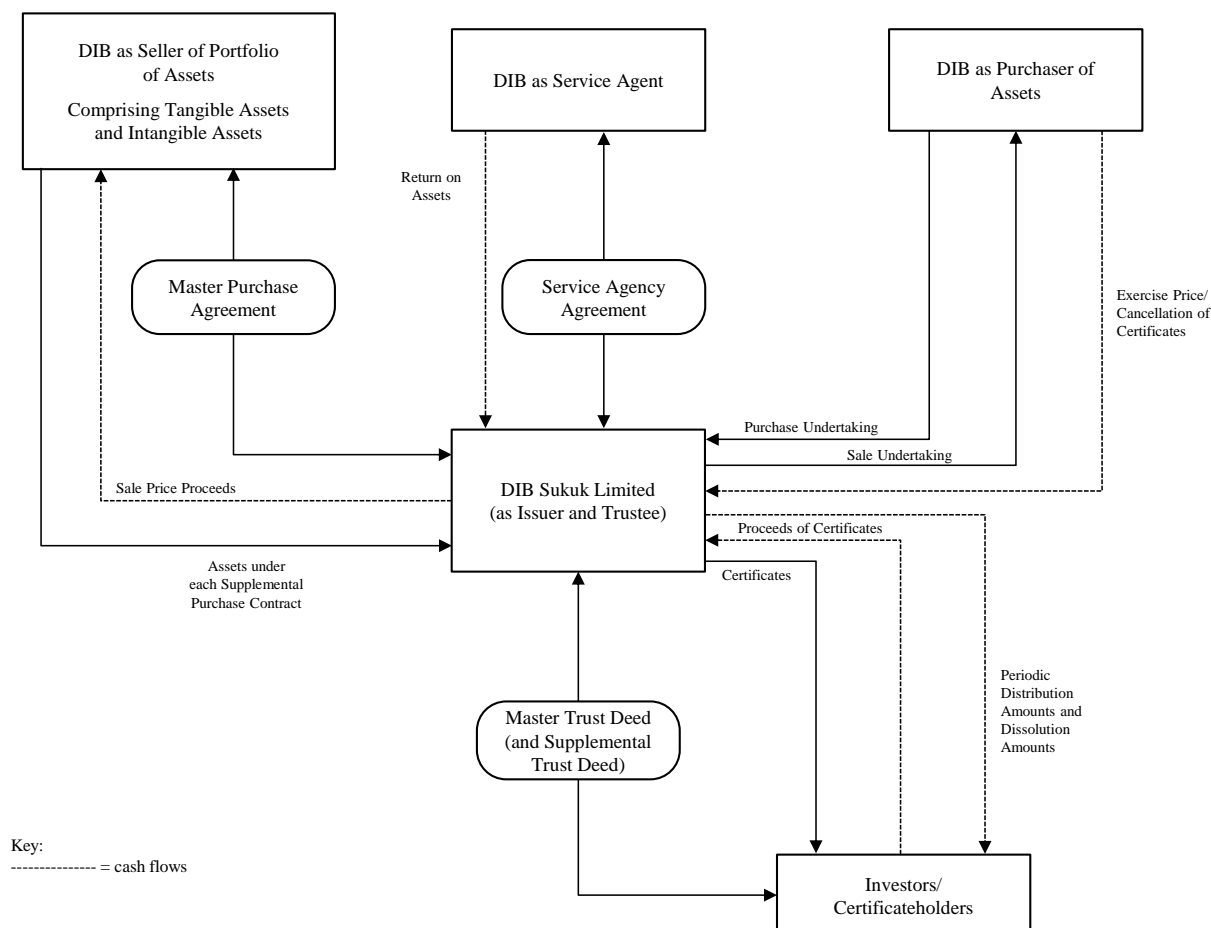 DIB as Seller of Portfolio
of Assets
Comprising Tangible Assets
and Intangible Assets
DIB as Service Agent
DIB as Purchaser of
Assets
Return on
Assets
Master Purchase
Agreement
Service Agency
Agreement
Exercise Price/
Cancellation of
Certificates
Purchase Undertaking
Sale Undertaking
Sale Price Proceeds
DIB Sukuk Limited
(as Issuer and Trustee)
Proceeds of Certificates
Certificates
Assets under
each Supplemental
Purchase Contract
Periodic
Distribution
Amounts and
Dissolution
Amounts
Master Trust Deed
(and Supplemental
Trust Deed)
Key:
--------------- = cash flows
Investors/
Certificateholders